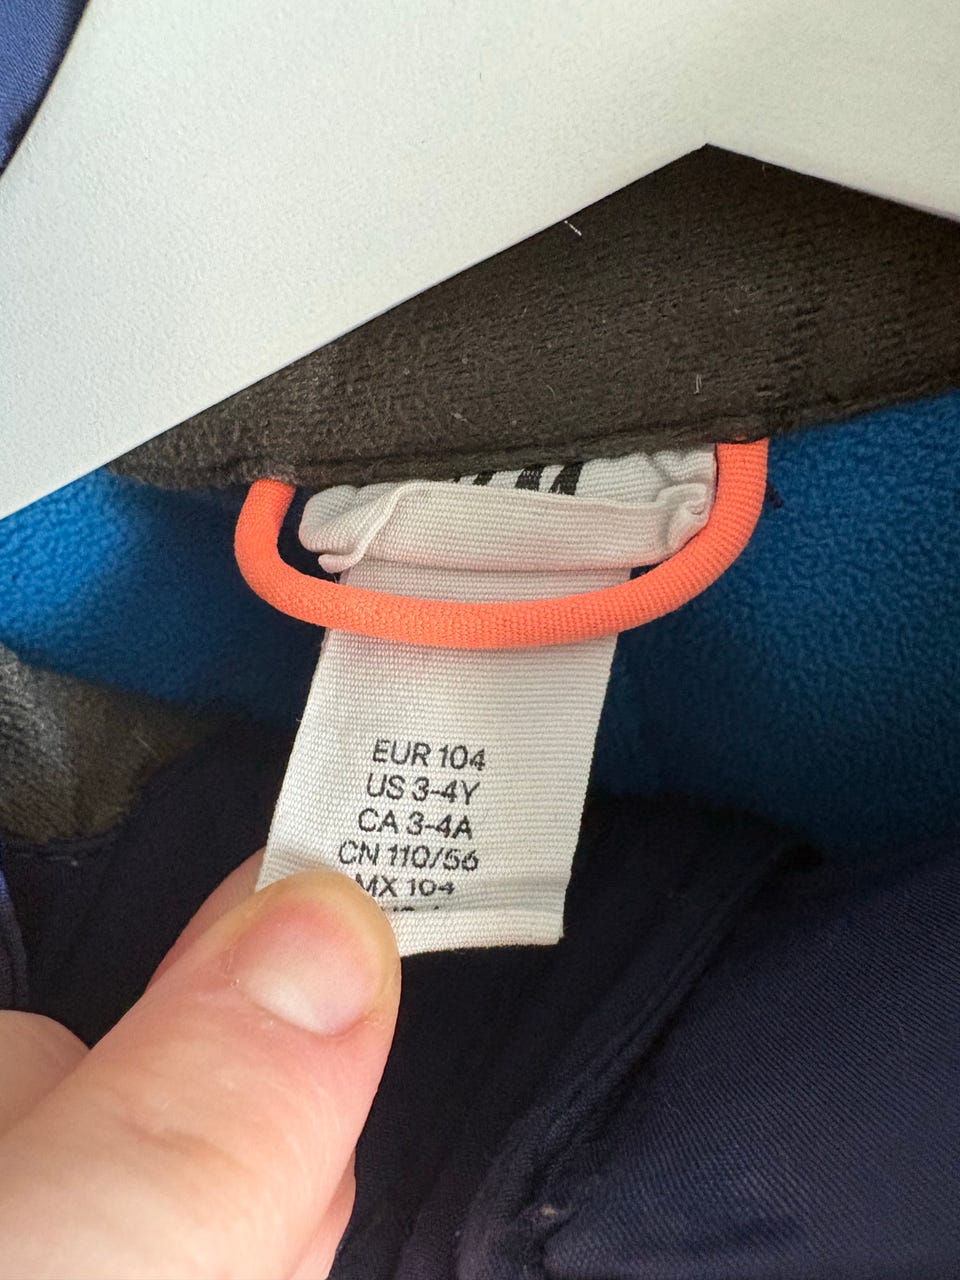 EUR 104
US 3-4Y
CA 3-4A
CN 110/56
MX 104